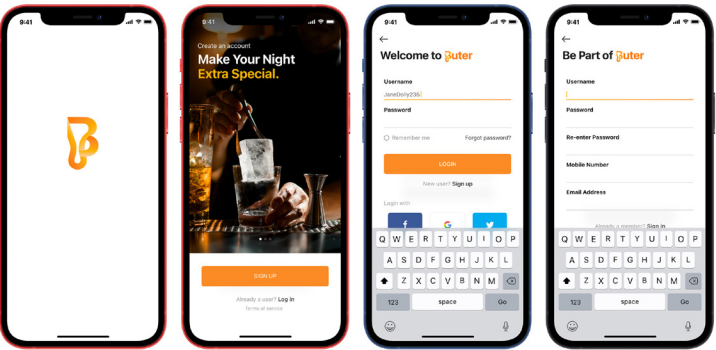 9:41
9:41
Create an account
Make Your Night
Extra Special.
SIGN UP
Already a user? Log in
Terms of service
9:41
Welcome to Buter
Username
JaneDolly236
Password
Remember me
Forgot password?
LOGIN
New user? Sign up
Login with
f
G
Q W E R T Y U I O P
A S D F G H J K L
Z X C V B N M
123
space
Go
9:41
Be Part of Buter
Username
Password
Re-enter Password
Mobile Number
Email Address
Already a member? Sign in
Q W E R T Y U I O P
A S D F G H J K L
Z X C V B N M
123
space
Go